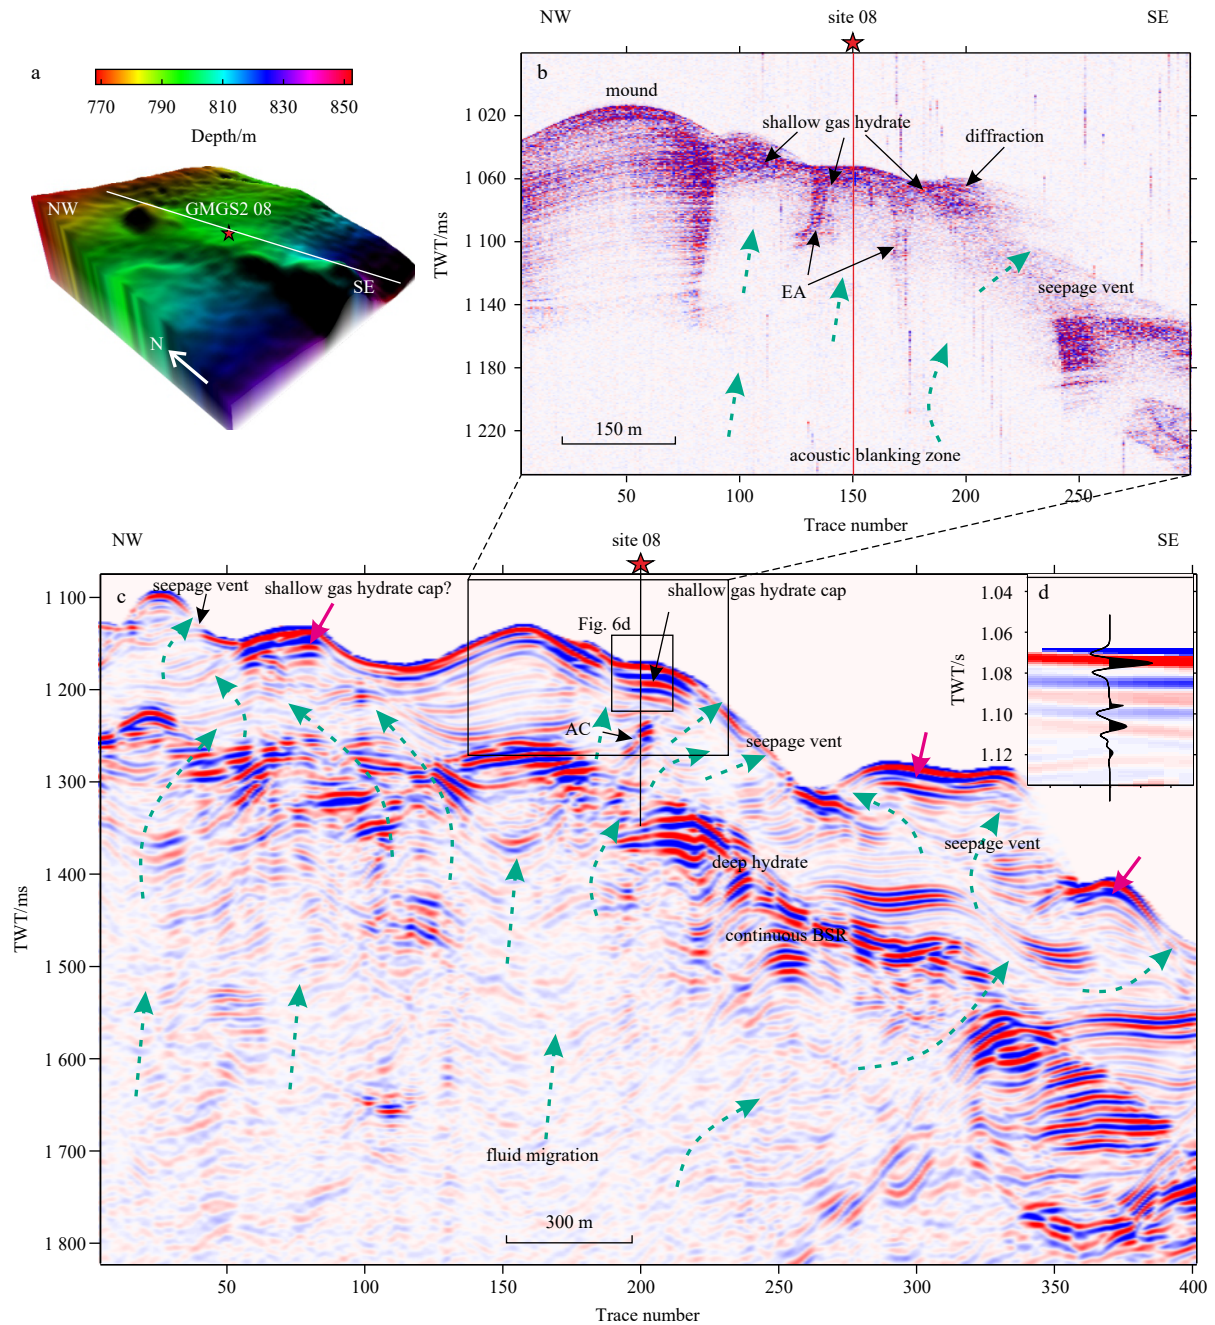 a
770 790 810 830 850
Depth/m
NW
GMGS2 08
SE
N
NW
site 08
SE
b
mound
shallow gas hydrate
diffraction
EA
seepage vent
150 m
acoustic blanking zone
1 020
1 060
1 100
1 140
1 180
1 220
TWT/ms
50 100 150 200 250
Trace number
NW
site 08
SE
c
seepage vent
shallow gas hydrate cap?
shallow gas hydrate cap
Fig. 6d
AC
seepage vent
seepage vent
deep hydrate
continuous BSR
fluid migration
300 m
1 100
1 200
1 300
1 400
1 500
1 600
1 700
1 800
TWT/ms
50 100 150 200 250 300 350 400
Trace number
d
1.04
1.06
1.08
1.10
1.12
TWT/s